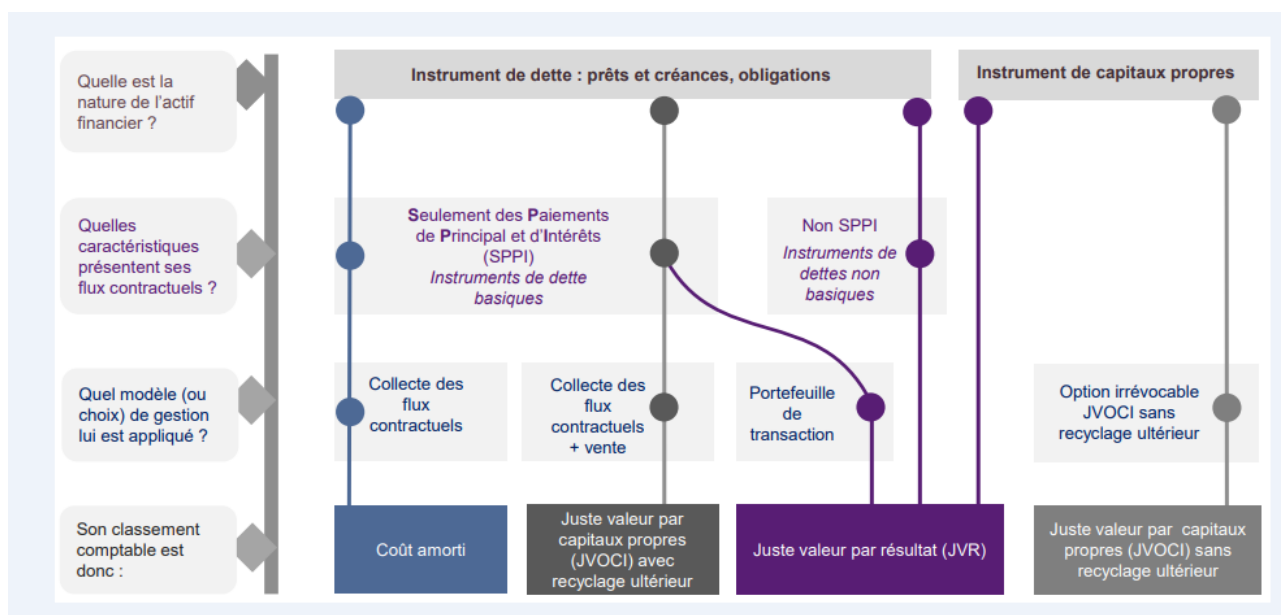 Quelle est la
nature de l'actif
financier ?
Instrument de dette : prêts et créances, obligations
Instrument de capitaux propres
Quelles
caractéristiques
présentent ses
flux contractuels ?
Seulement des Paiements
de Principal et d'Intérêts
(SPPI)
Instruments de dette
basiques
Non SPPI
Instruments de
dettes non
basiques
Quel modèle (ou
choix) de gestion
lui est appliqué ?
Collecte des
flux
contractuels
Collecte des
flux
contractuels
+ vente
Portefeuille
de
transaction
Option irrévocable
JVOCI sans
recyclage ultérieur
Son classement
comptable est
donc :
Coût amorti
Juste valeur par
capitaux propres
(JVOCI) avec
recyclage ultérieur
Juste valeur par résultat (JVR)
Juste valeur par capitaux
propres (JVOCI) sans
recyclage ultérieur